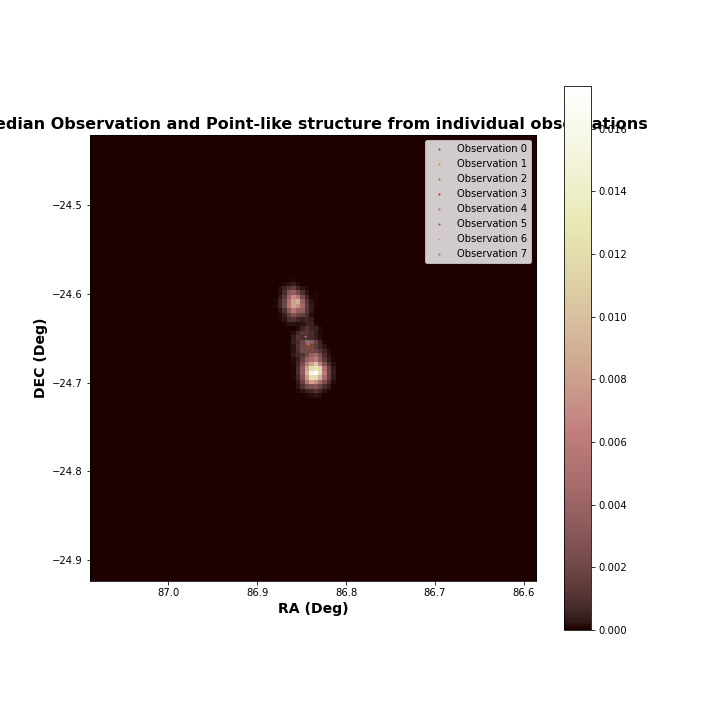 edian Observation and Point-like structure from individual observations
Observation 0
Observation 1
Observation 2
Observation 3
Observation 4
Observation 5
Observation 6
Observation 7
−24.5
−24.6
−24.7
−24.8
−24.9
DEC (Deg)
87.0 86.9 86.8 86.7 86.6
RA (Deg)
0.016
0.014
0.012
0.010
0.008
0.006
0.004
0.002
0.000